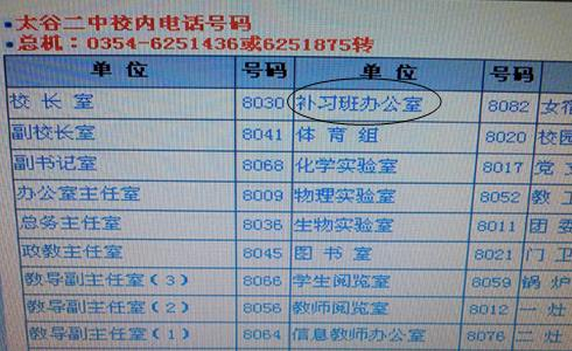 太谷二中校内电话号码
总机：0354-6251436或6251875转
单 位 号码 单 位 号码
校 长 室 8030 补习班办公室 8082 女宿
副校长室 8041 体 育 组 8020 校园
副书记室 8068 化学实验室 8017 党 支
办公室主任室 8009 物理实验室 8052 教 工
总务主任室 8036 生物实验室 8011 团 委
政教主任室 8045 图 书 室 8021 门 卫
教导副主任室（3） 8066 学生阅览室 8059 锅 炉
教导副主任室（2） 8056 教师阅览室 8012 一 灶
教导副主任室（1） 8064 信息教师办公室 8076 二 灶